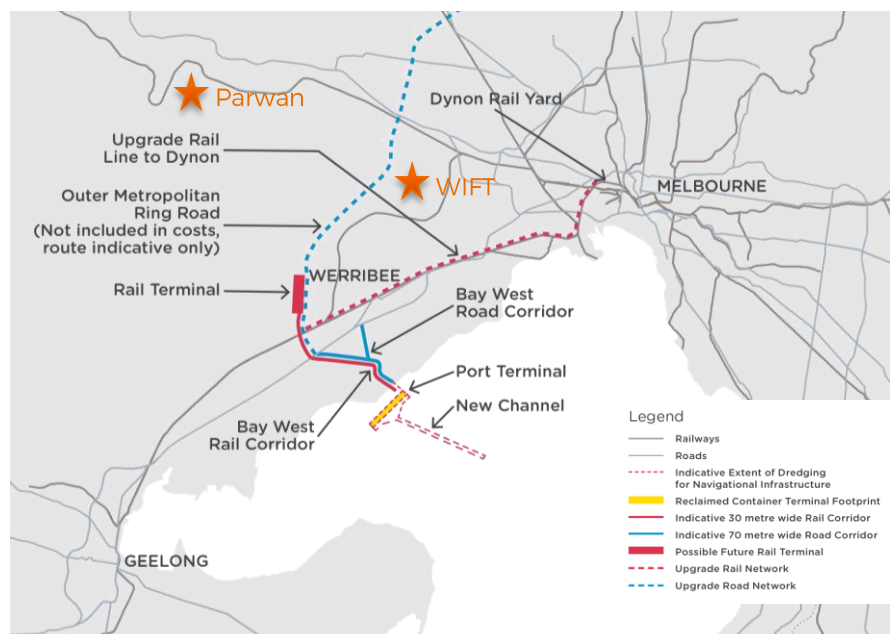 Parwan
Dynon Rail Yard
Upgrade Rail
Line to Dynon
WIFT
MELBOURNE
Outer Metropolitan
Ring Road
(Not included in costs,
route indicative only)
WERRIBEE
Rail Terminal
Bay West
Road Corridor
Port Terminal
New Channel
Bay West
Rail Corridor
GEELONG
Legend
Railways
Roads
Indicative Extent of Dredging
for Navigational Infrastructure
Reclaimed Container Terminal Footprint
Indicative 30 metre wide Rail Corridor
Indicative 70 metre wide Road Corridor
Possible Future Rail Terminal
Upgrade Rail Network
Upgrade Road Network